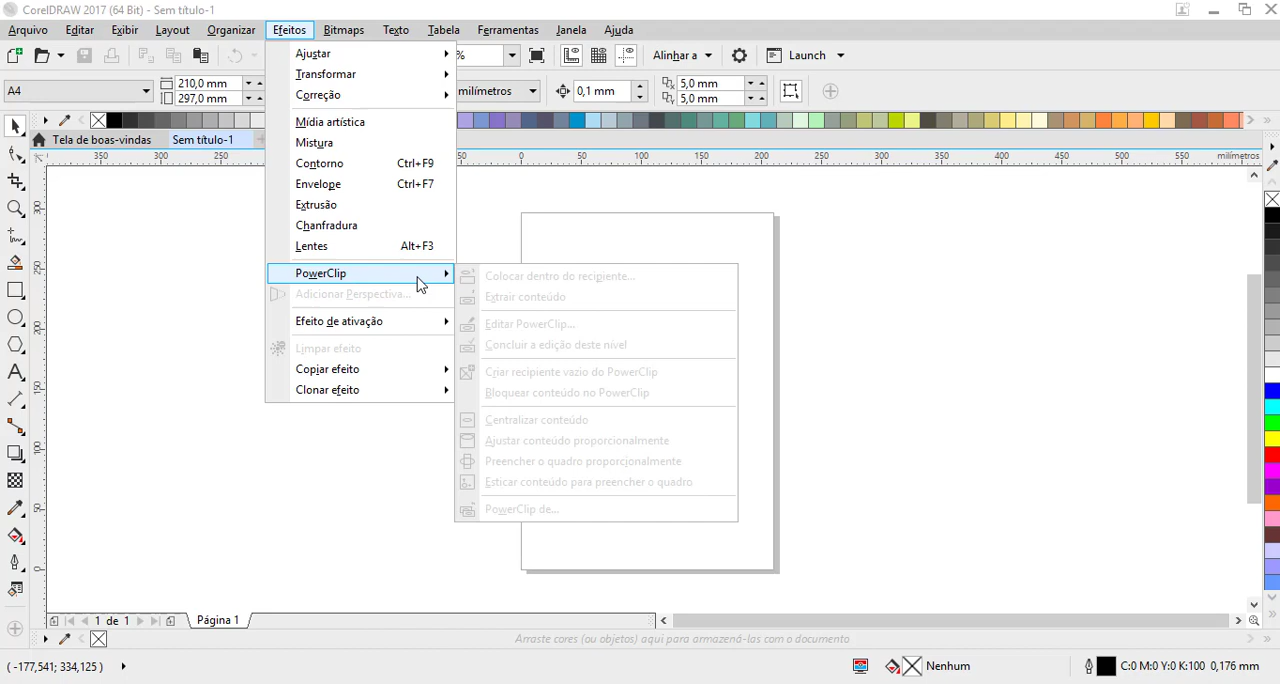 CorelDRAW 2017 (64 Bit) - Sem título-1
Arquivo Editar Exibir Layout Organizar Efeitos Bitmaps Texto Tabela Ferramentas Janela Ajuda
% Alinhar a Launch
A4 210,0 mm 297,0 mm milímetros 0,1 mm 5,0 mm 5,0 mm
Tela de boas-vindas Sem título-1
350 300 250 50 0 50 100 150 200 250 300 350 400 450 500 550 milímetros
300
250
200
150
100
50
0
Ajustar
Transformar
Correção
Mídia artística
Mistura
Contorno Ctrl+F9
Envelope Ctrl+F7
Extrusão
Chanfradura
Lentes Alt+F3
PowerClip
Adicionar Perspectiva...
Efeito de ativação
Limpar efeito
Copiar efeito
Clonar efeito
Colocar dentro do recipiente...
Extrair conteúdo
Editar PowerClip...
Concluir a edição deste nível
Criar recipiente vazio do PowerClip
Bloquear conteúdo no PowerClip
Centralizar conteúdo
Ajustar conteúdo proporcionalmente
Preencher o quadro proporcionalmente
Esticar conteúdo para preencher o quadro
PowerClip de...
1 de 1 Página 1
Arraste cores (ou objetos) aqui para armazená-las com o documento
( -177,541; 334,125 ) Nenhum C:0 M:0 Y:0 K:100 0,176 mm